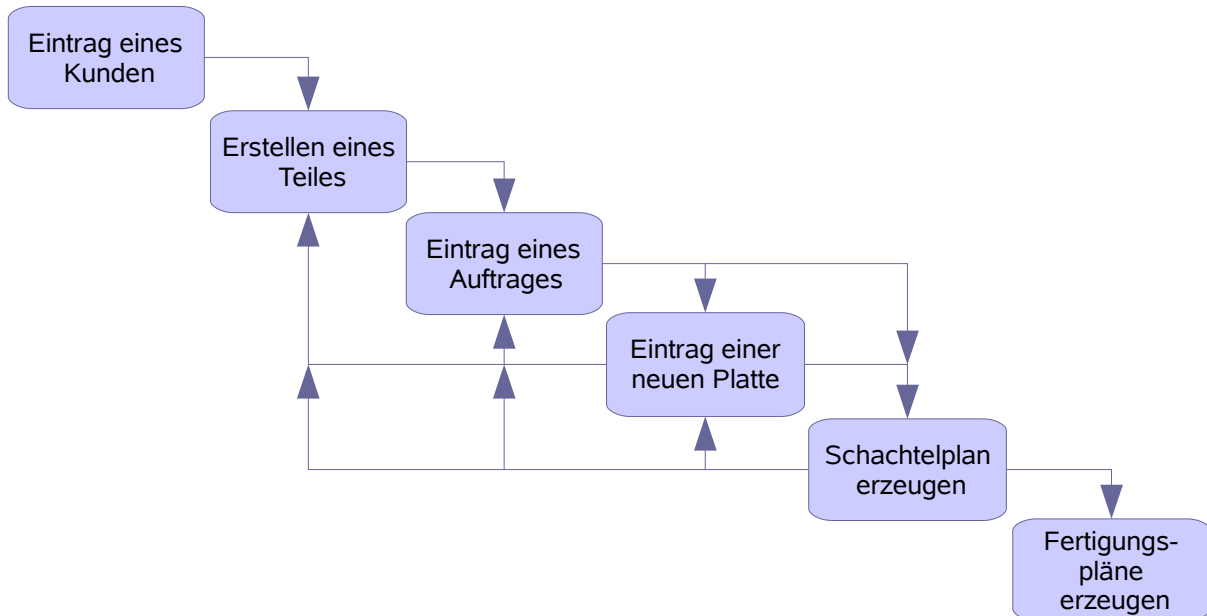 Eintrag eines
Kunden
Erstellen eines
Teiles
Eintrag eines
Auftrages
Eintrag einer
neuen Platte
Schachtelplan
erzeugen
Fertigungs-
pläne
erzeugen